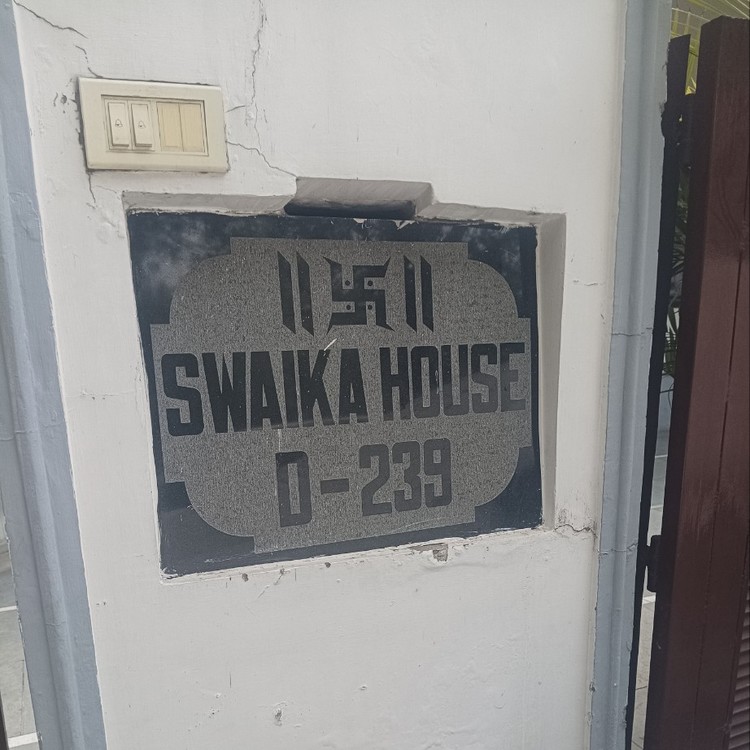 || 卐 ||
SWAIKA HOUSE
D-239